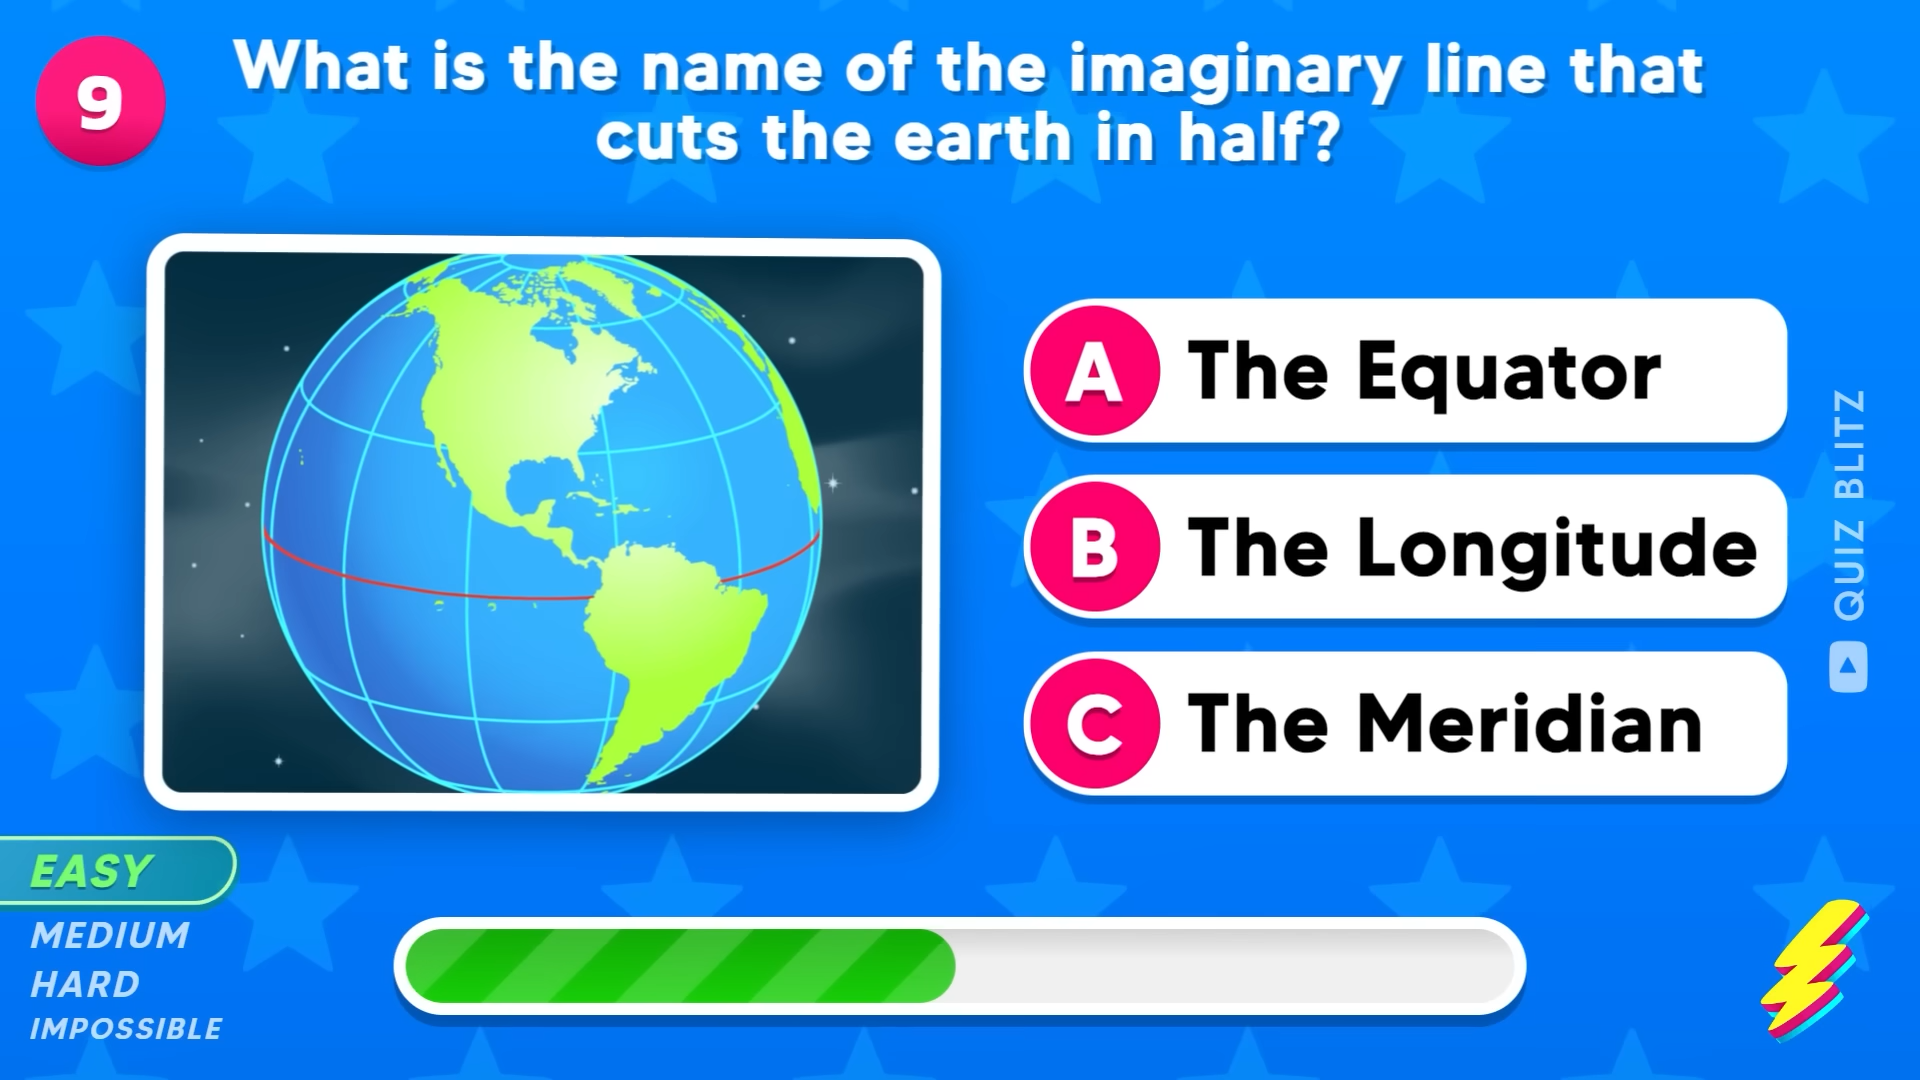 9
What is the name of the imaginary line that
cuts the earth in half?
A The Equator
B The Longitude
C The Meridian
QUIZ BLITZ
EASY
MEDIUM
HARD
IMPOSSIBLE